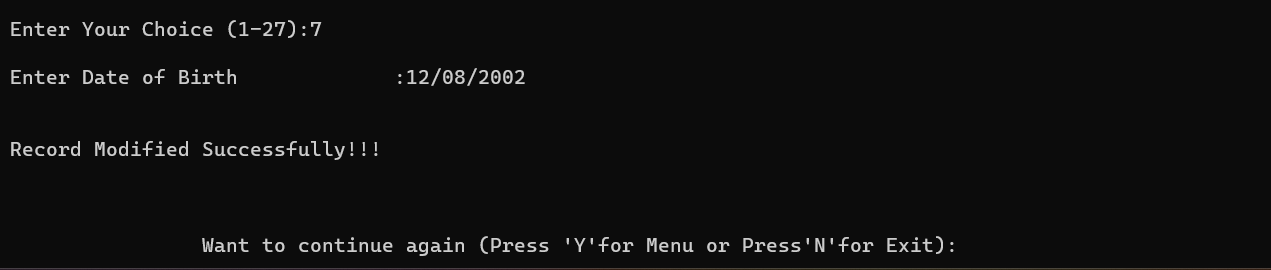 Enter Your Choice (1-27):7
Enter Date of Birth             :12/08/2002
Record Modified Successfully!!!
Want to continue again (Press 'Y'for Menu or Press'N'for Exit):